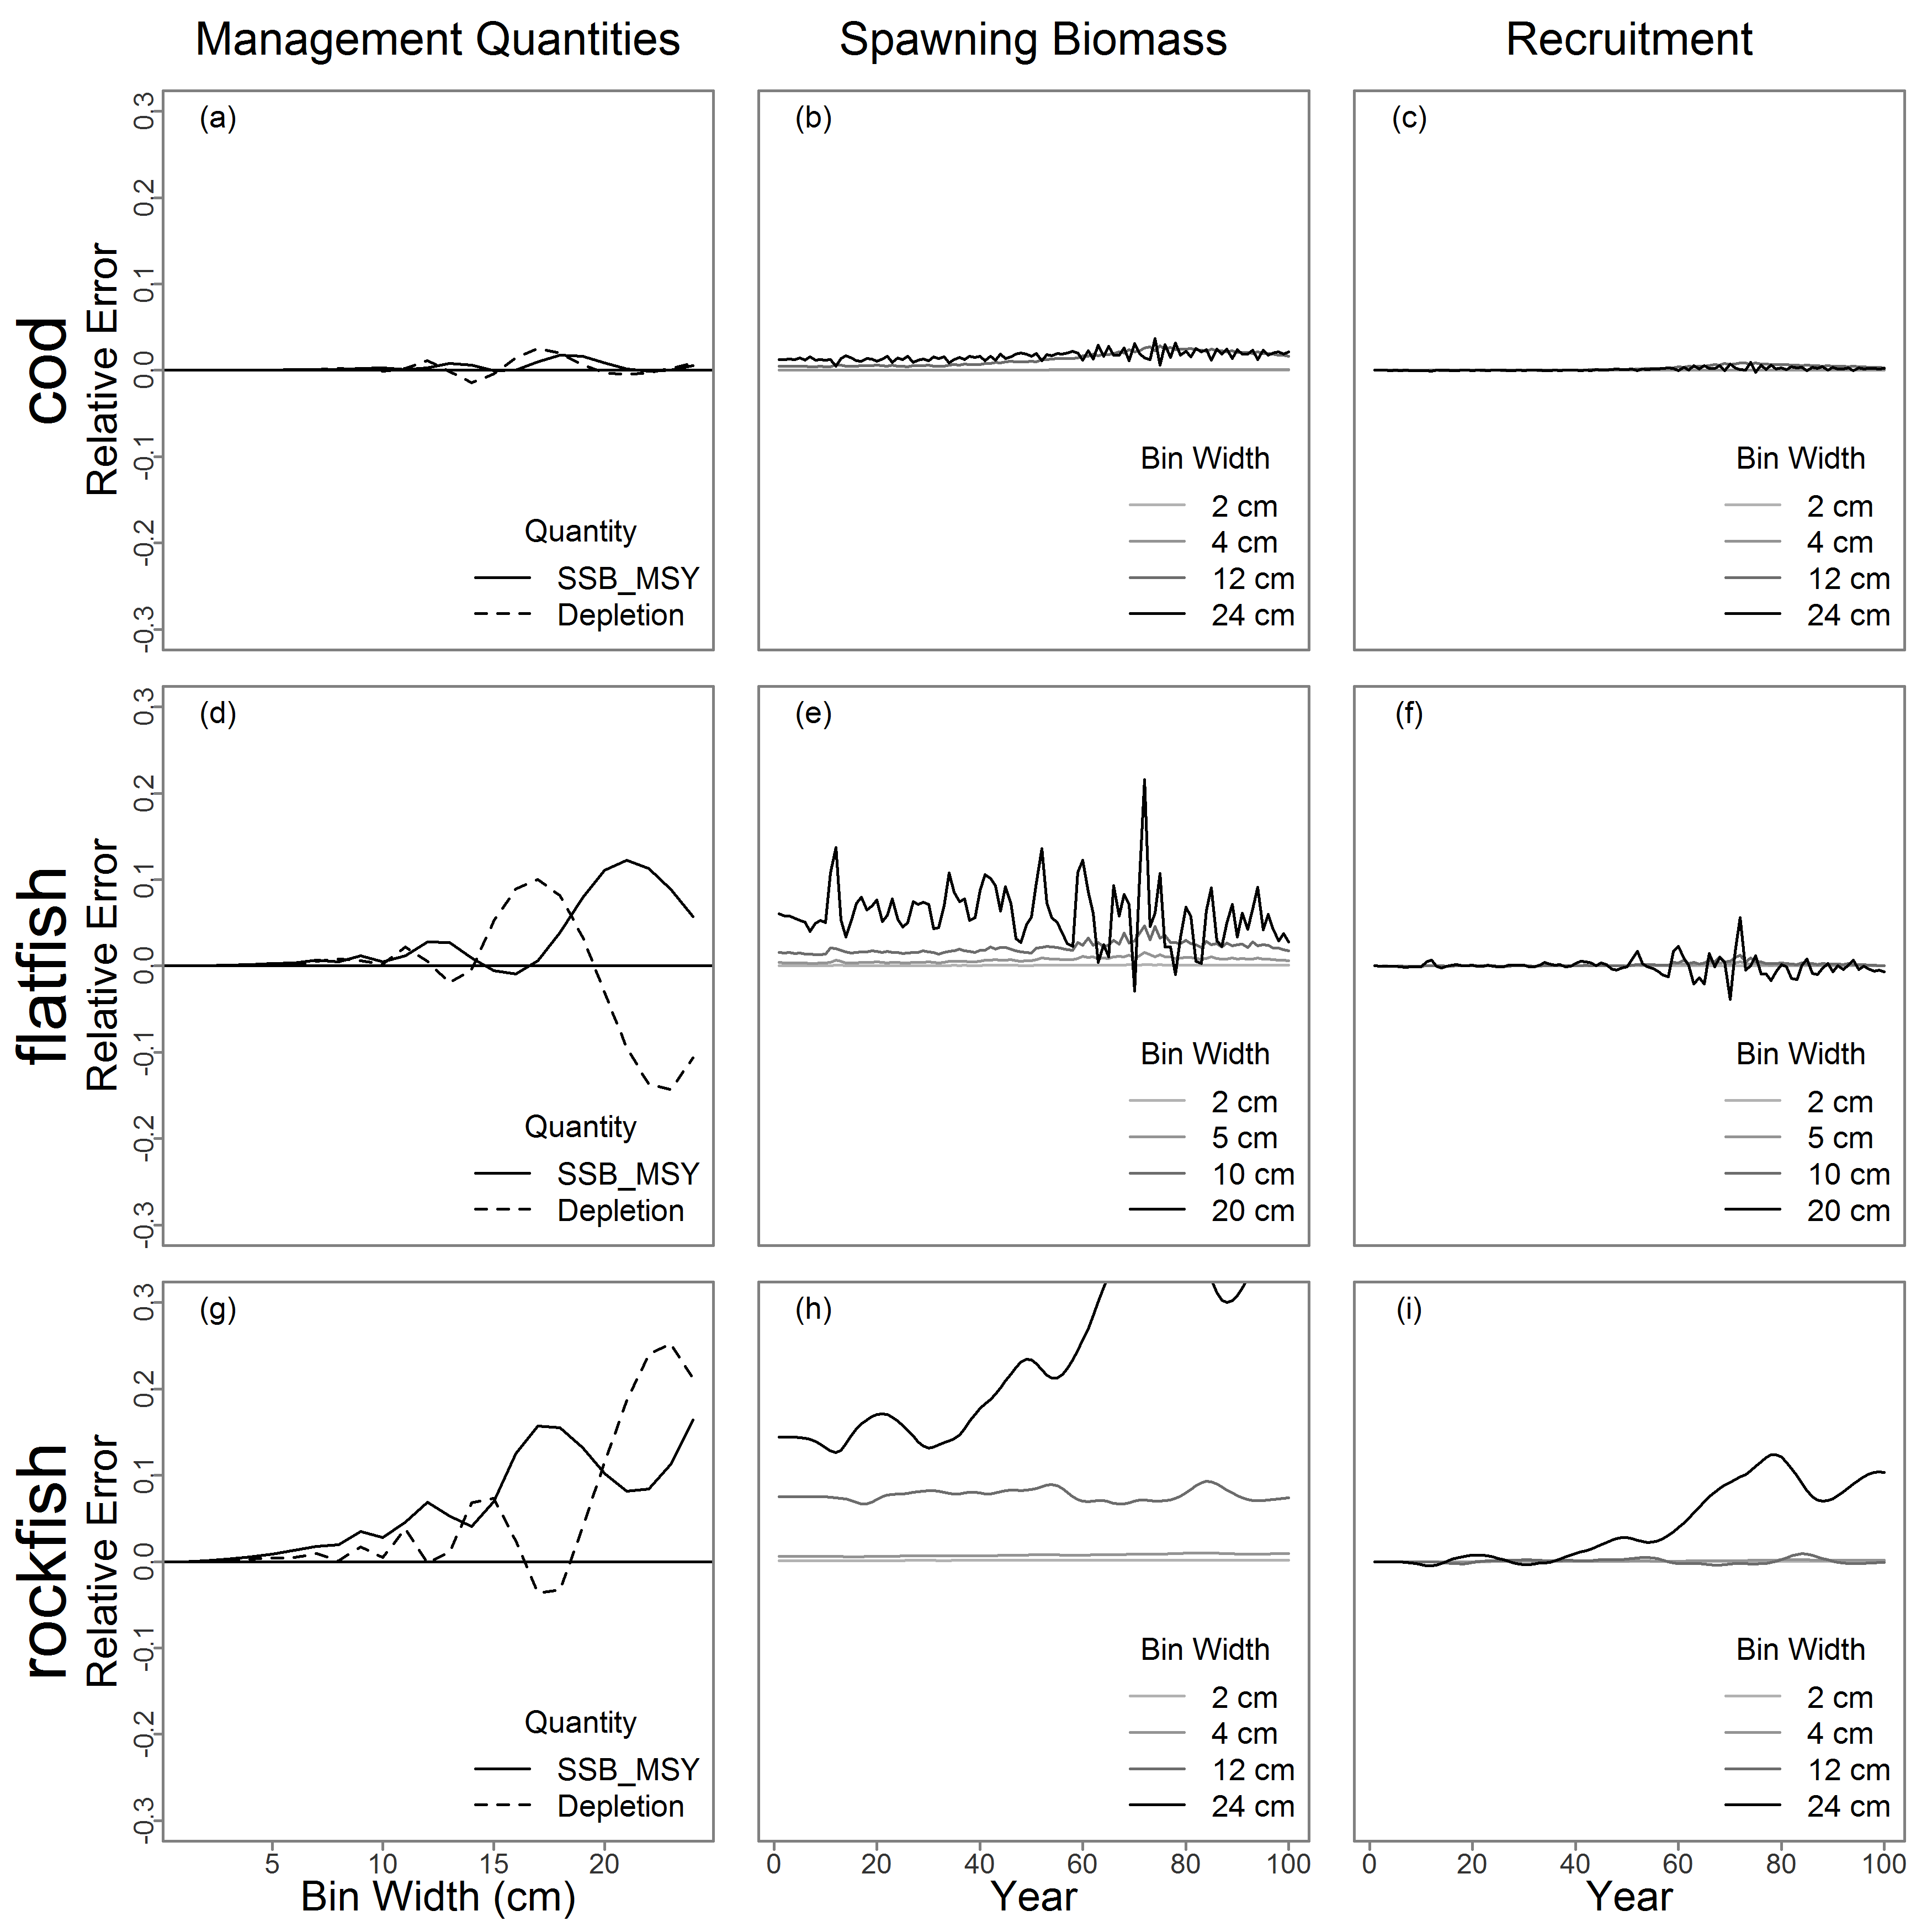 Management Quantities
Spawning Biomass
Recruitment
cod
Relative Error
0.3
0.2
0.1
0.0
-0.1
-0.2
-0.3
(a)
Quantity
SSB_MSY
Depletion
(b)
Bin Width
2 cm
4 cm
12 cm
24 cm
(c)
Bin Width
2 cm
4 cm
12 cm
24 cm
flatfish
Relative Error
0.3
0.2
0.1
0.0
-0.1
-0.2
-0.3
(d)
Quantity
SSB_MSY
Depletion
(e)
Bin Width
2 cm
5 cm
10 cm
20 cm
(f)
Bin Width
2 cm
5 cm
10 cm
20 cm
rockfish
Relative Error
0.3
0.2
0.1
0.0
-0.1
-0.2
-0.3
(g)
Quantity
SSB_MSY
Depletion
5 10 15 20
Bin Width (cm)
(h)
Bin Width
2 cm
4 cm
12 cm
24 cm
0 20 40 60 80 100
Year
(i)
Bin Width
2 cm
4 cm
12 cm
24 cm
0 20 40 60 80 100
Year